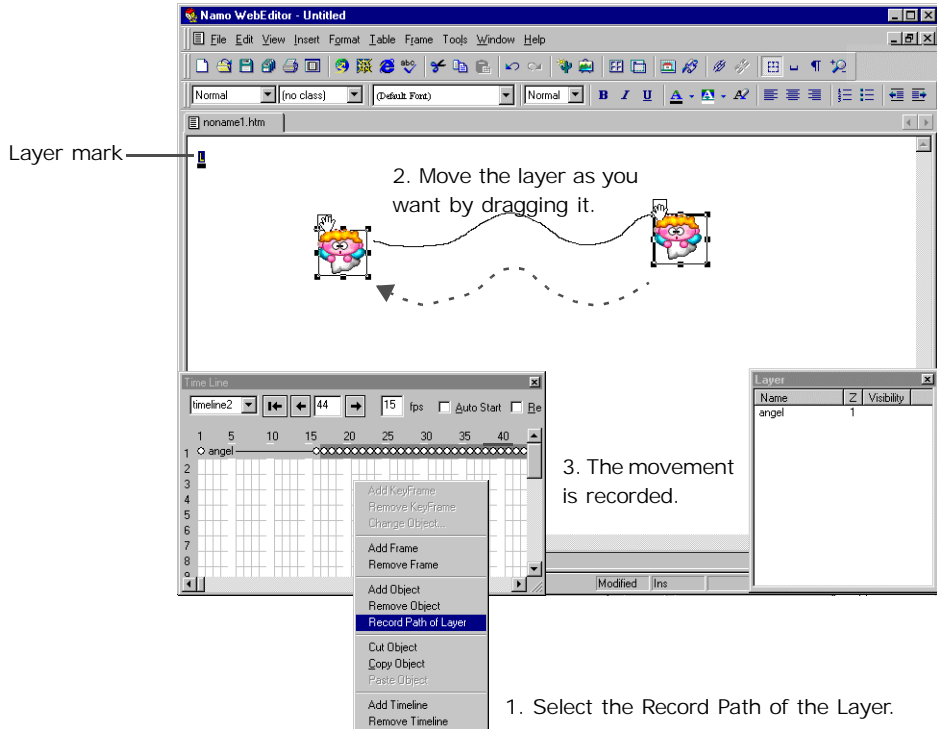 Namo WebEditor - Untitled
File Edit View Insert Format Table Frame Tools Window Help
Normal (no class) (Default Font) Normal B I U A A A
noname1.htm
Layer mark
L
2. Move the layer as you
want by dragging it.
Time Line
timeline2 44 15 fps Auto Start Re
1 5 10 15 20 25 30 35 40
1 angel
2
3
4
5
6
7
8
9
Add KeyFrame
Remove KeyFrame
Change Object...
Add Frame
Remove Frame
Add Object
Remove Object
Record Path of Layer
Cut Object
Copy Object
Paste Object
Add Timeline
Remove Timeline
3. The movement
is recorded.
Layer
Name Z Visibility
angel 1
Modified Ins
1. Select the Record Path of the Layer.